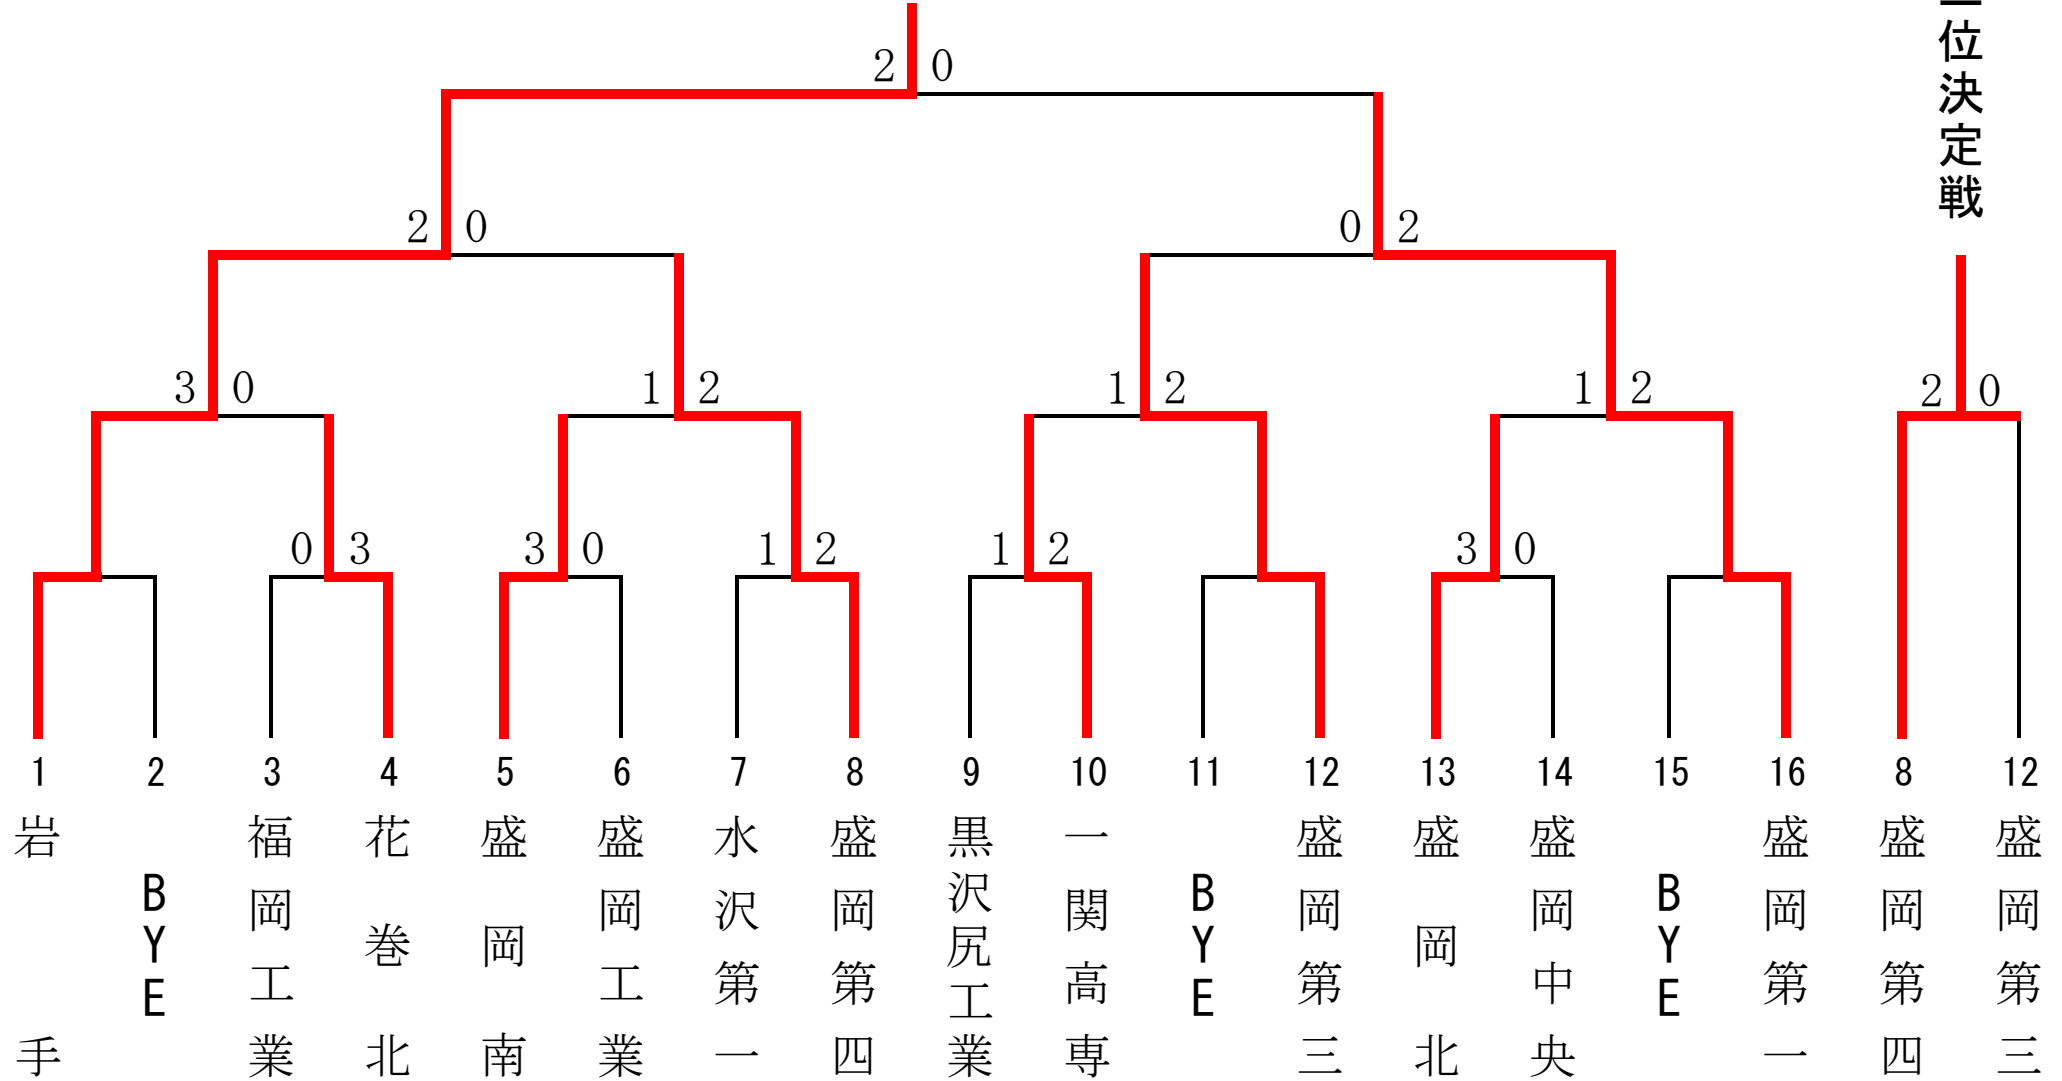 2 0
位決定戦
2 0
0 2
3 0
1 2
1 2
1 2
2 0
0 3
3 0
1 2
1 2
3 0
1 2 3 4 5 6 7 8 9 10 11 12 13 14 15 16 8 12
岩手
BYE
福岡工業
花巻北
盛岡南
盛岡工業
水沢第一
盛岡第四
黒沢尻工業
一関高専
BYE
盛岡第三
盛岡北
盛岡中央
BYE
盛岡第一
盛岡第四
盛岡第三